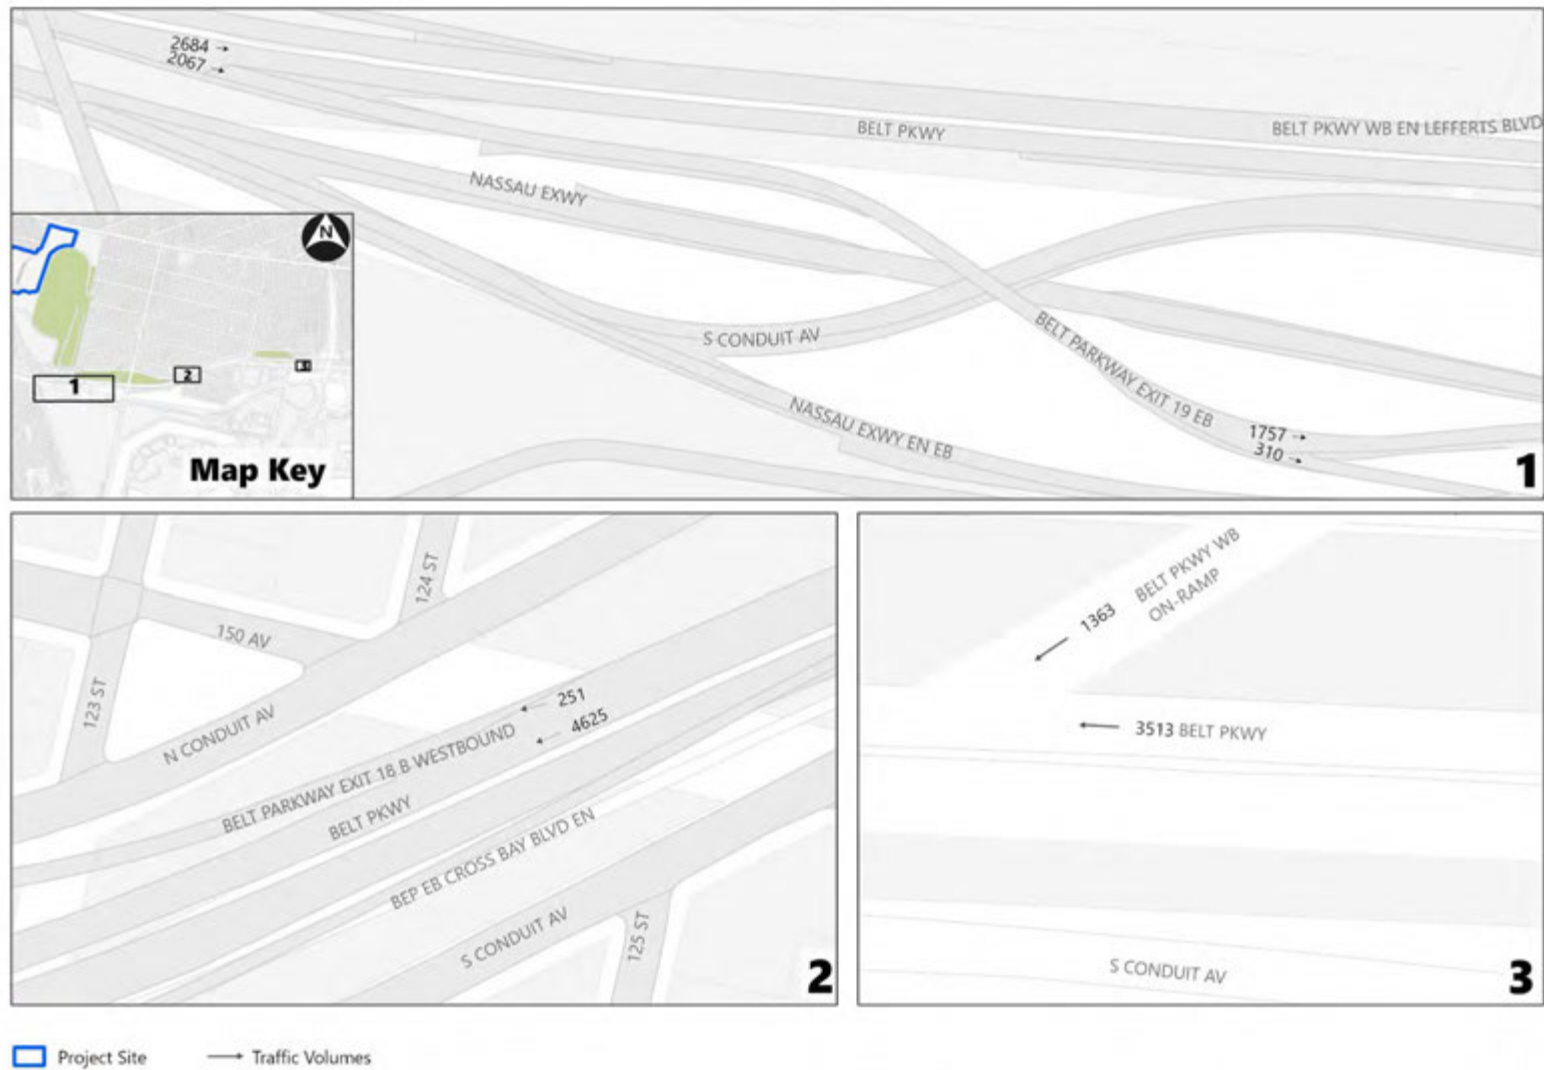 2684
2067
BELT PKWY
BELT PKWY WB EN LEFFERTS BLVD
NASSAU EXWY
N
S CONDUIT AV
BELT PARKWAY EXIT 19 EB
1
2
3
Map Key
NASSAU EXWY EN EB
1757
310
1
124 ST
150 AV
123 ST
N CONDUIT AV
251
4625
BELT PARKWAY EXIT 18 B WESTBOUND
BELT PKWY
BEP EB CROSS BAY BLVD EN
S CONDUIT AV
125 ST
2
BELT PKWY WB
ON-RAMP
1363
3513 BELT PKWY
S CONDUIT AV
3
Project Site
Traffic Volumes